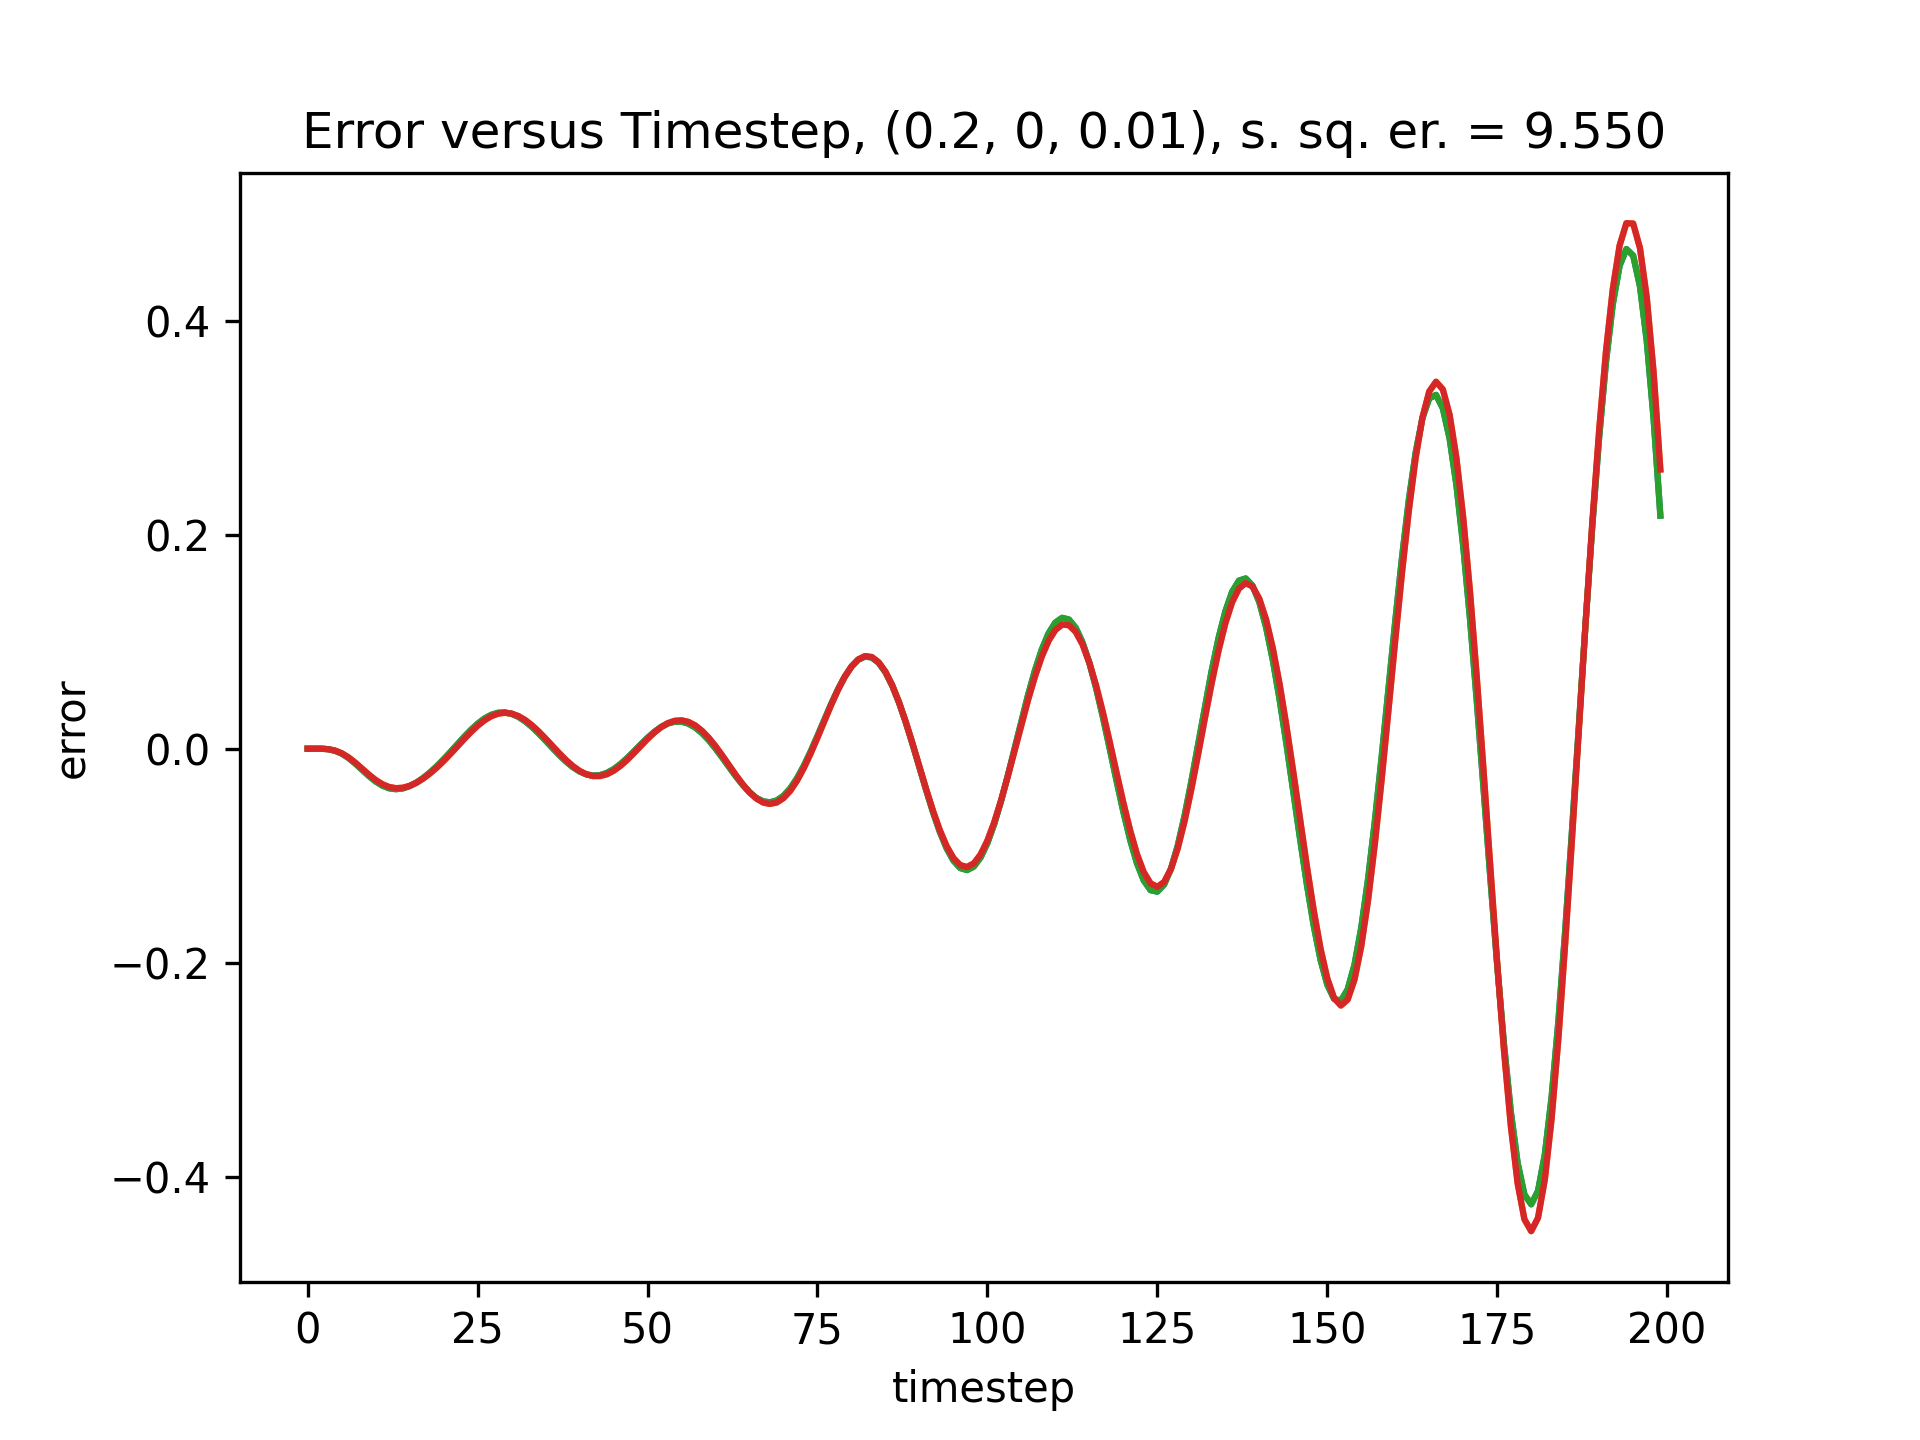 Error versus Timestep, (0.2, 0, 0.01), s. sq. er. = 9.550
error
0.4
0.2
0.0
−0.2
−0.4
0 25 50 75 100 125 150 175 200
timestep